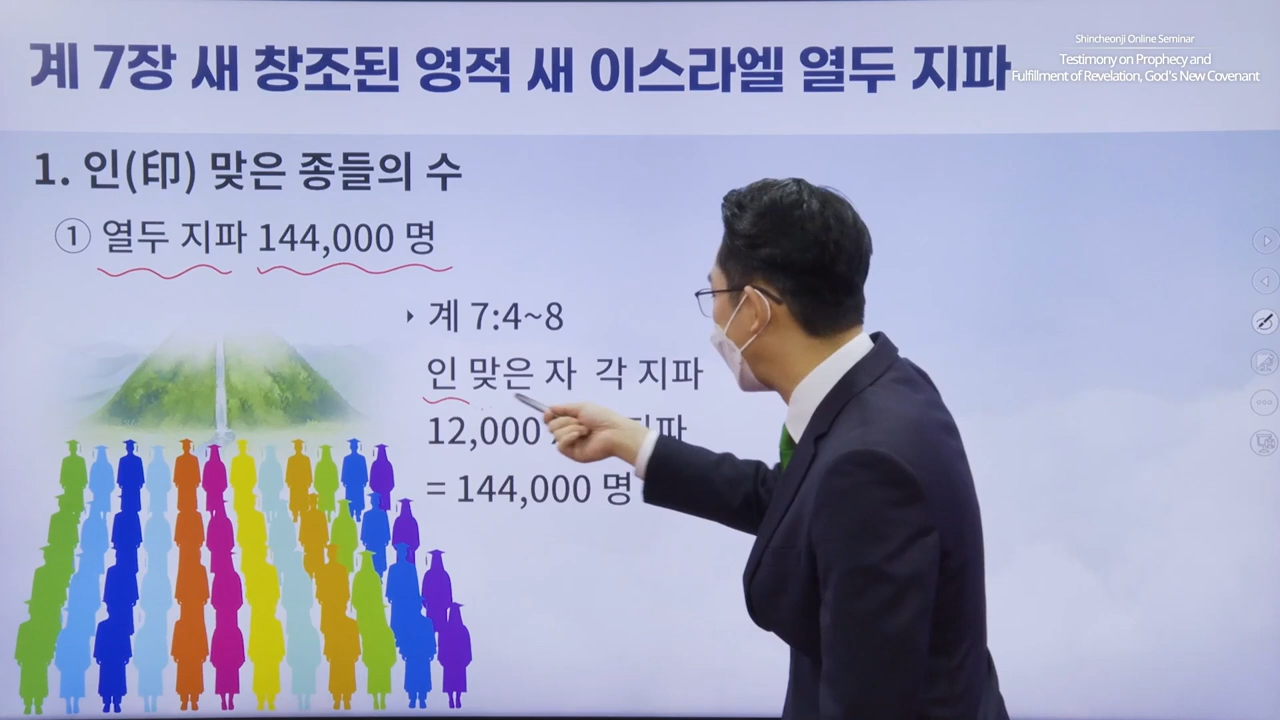 계 7장 새 창조된 영적 새 이스라엘 열두 지파
Shincheonji Online Seminar
Testimony on Prophecy and
Fulfillment of Revelation, God's New Covenant
1. 인(印) 맞은 종들의 수
① 열두 지파 144,000 명
계 7:4~8
인 맞은 자 각 지파
12,000 지파
= 144,000 명